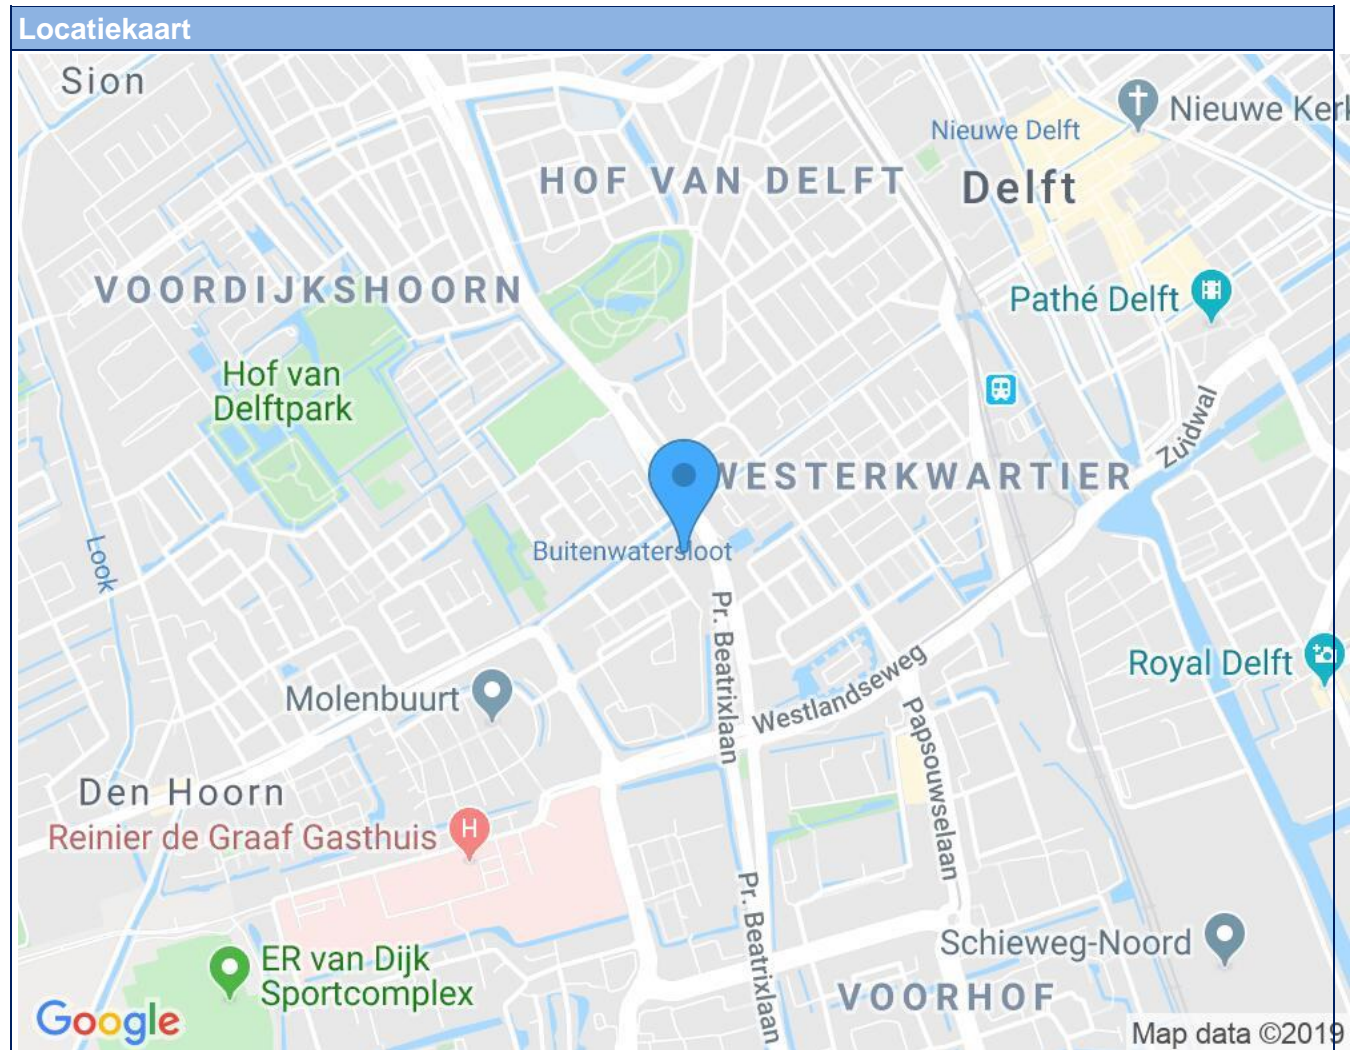 Locatiekaart
Sion
Nieuwe Kerk
Nieuwe Delft
HOF VAN DELFT
Delft
VOORDIJKSHOORN
Pathé Delft
Hof van
Delftpark
Zuidwal
WESTERKWARTIER
Look
Buitenwatersloot
Pr. Beatrixlaan
Royal Delft
Westlandseweg
Molenbuurt
Papsouwselaan
Den Hoorn
Reinier de Graaf Gasthuis
H
Pr. Beatrixlaan
Schieweg-Noord
ER van Dijk
Sportcomplex
VOORHOF
Google
Map data ©2019